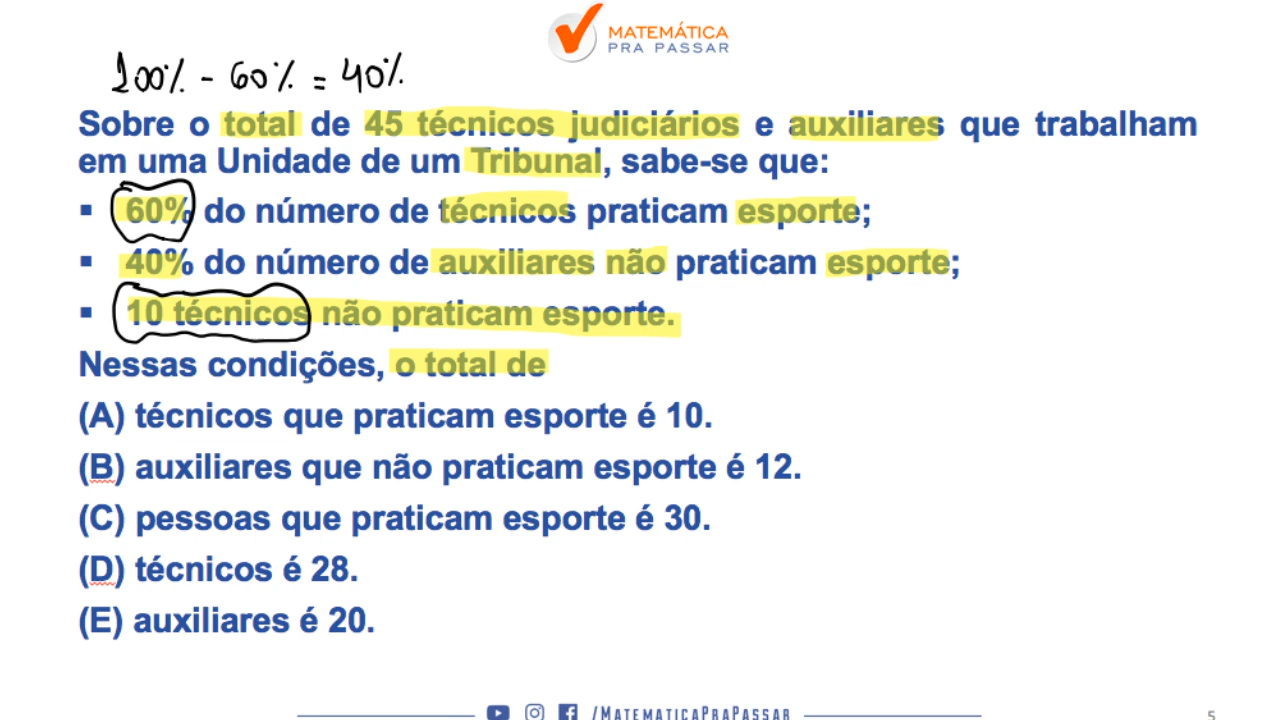 MATEMÁTICA
PRA PASSAR
100% - 60% = 40%
Sobre o total de 45 técnicos judiciários e auxiliares que trabalham
em uma Unidade de um Tribunal, sabe-se que:
▪ 60% do número de técnicos praticam esporte;
▪ 40% do número de auxiliares não praticam esporte;
▪ 10 técnicos não praticam esporte.
Nessas condições, o total de
(A) técnicos que praticam esporte é 10.
(B) auxiliares que não praticam esporte é 12.
(C) pessoas que praticam esporte é 30.
(D) técnicos é 28.
(E) auxiliares é 20.
/MATEMATICAPRAPASSAR
5